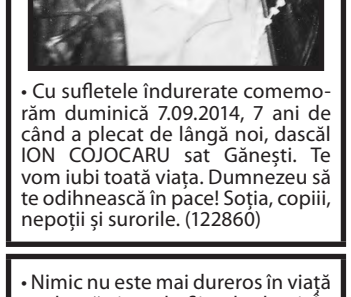 • Cu sufletele îndurerate comemo-
răm duminică 7.09.2014, 7 ani de
când a plecat de lângă noi, dascăl
ION COJOCARU sat Gănești. Te
vom iubi toată viața. Dumnezeu să
te odihnească în pace! Soția, copiii,
nepoții și surorile. (122860)
• Nimic nu este mai dureros în viață